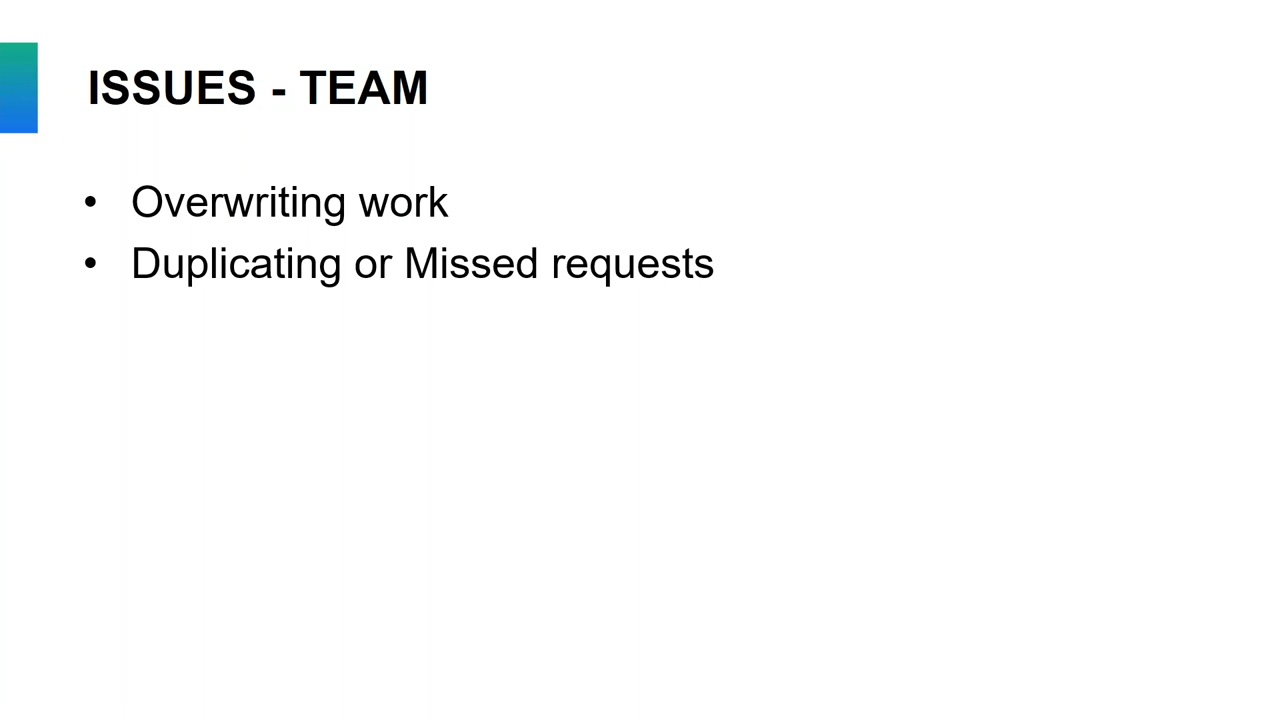 ISSUES - TEAM
• Overwriting work
• Duplicating or Missed requests